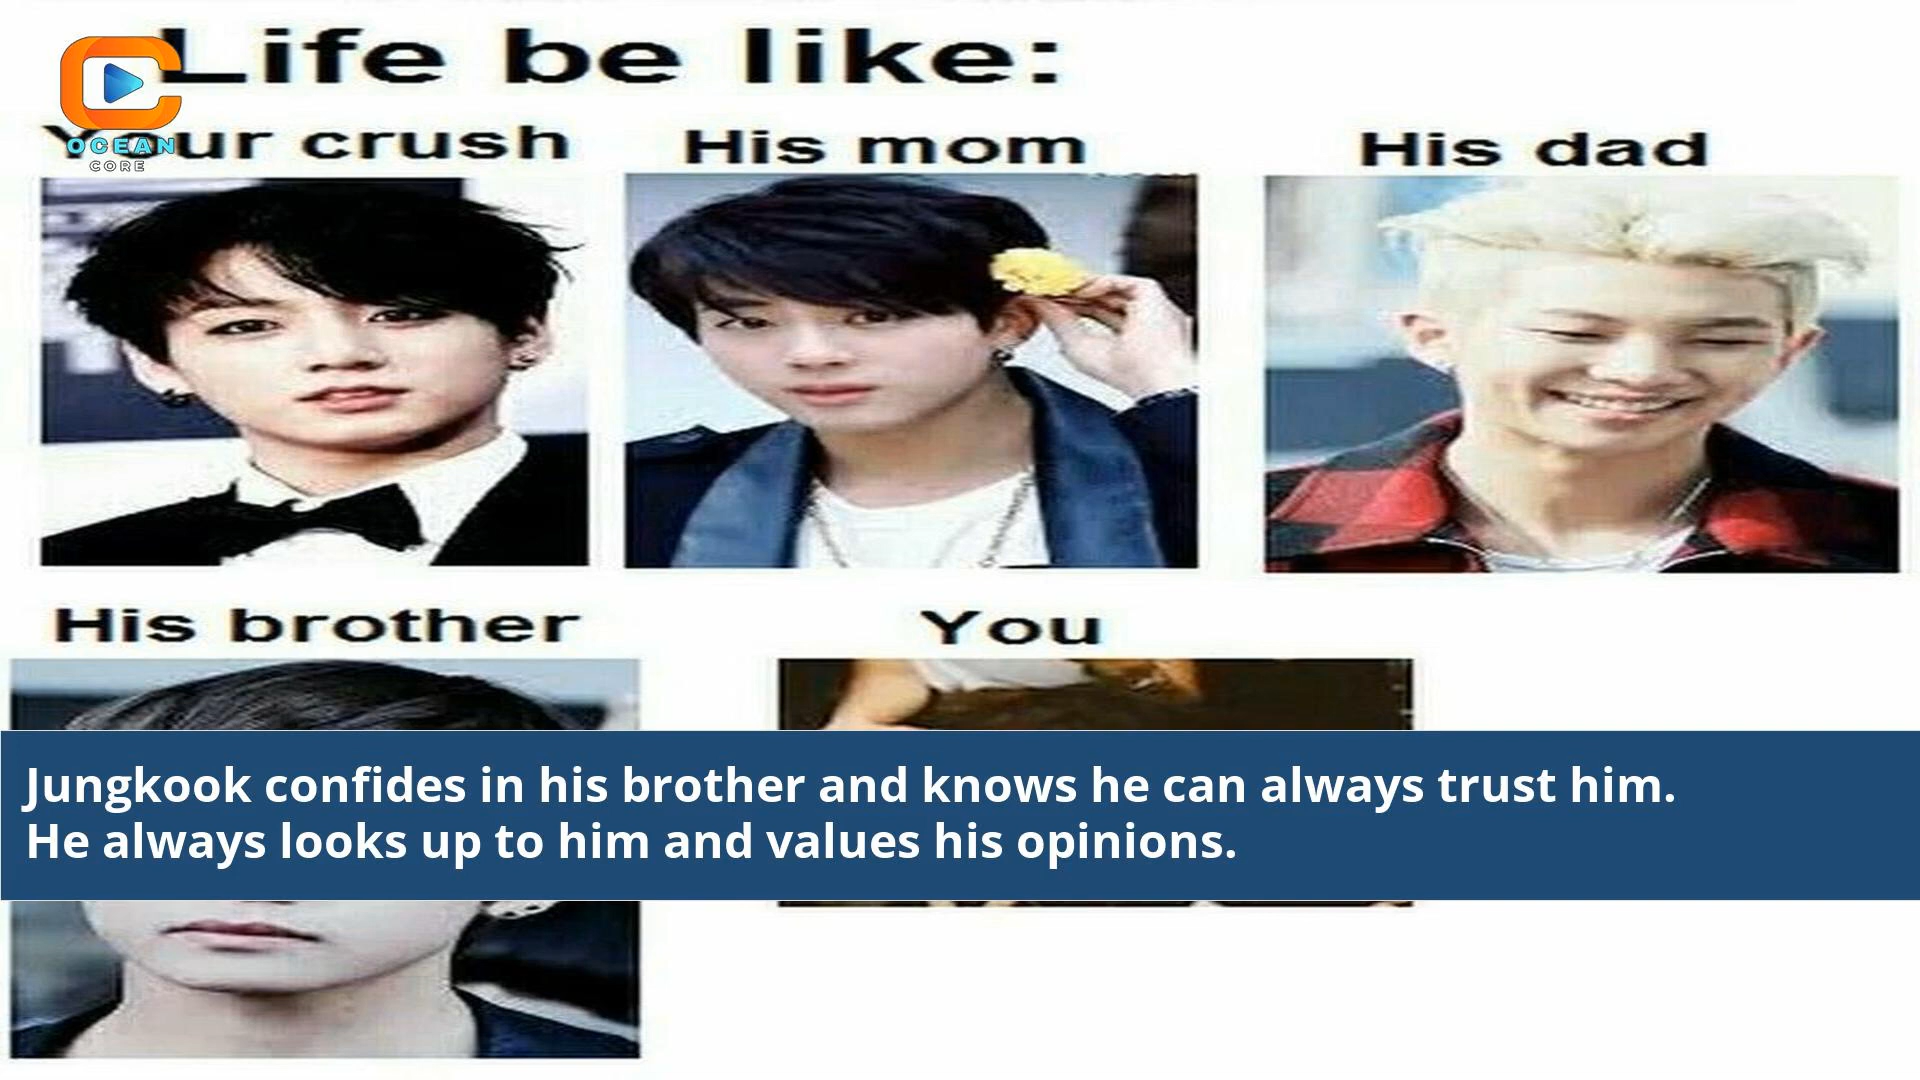 Life be like:
OCEAN
CORE
Your crush
His mom
His dad
His brother
You
Jungkook confides in his brother and knows he can always trust him.
He always looks up to him and values his opinions.